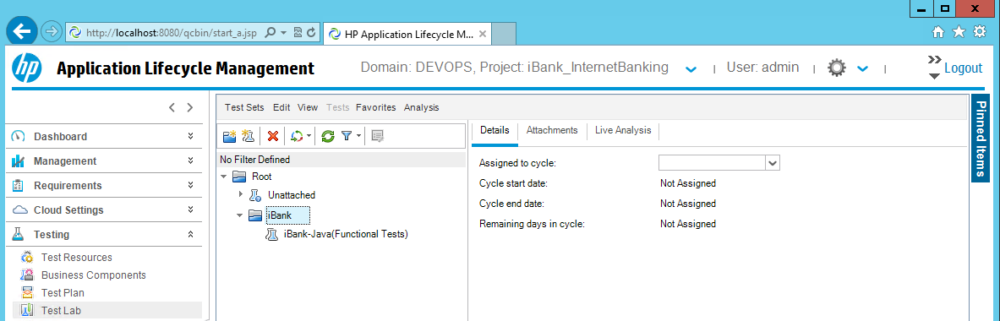 http://localhost:8080/qcbin/start_a.jsp
HP Application Lifecycle M...
hp
Application Lifecycle Management
Domain: DEVOPS, Project: iBank_InternetBanking
User: admin
Logout
Dashboard
Management
Requirements
Cloud Settings
Testing
Test Resources
Business Components
Test Plan
Test Lab
Test Sets Edit View Tests Favorites Analysis
No Filter Defined
Root
Unattached
iBank
iBank-Java(Functional Tests)
Details Attachments Live Analysis
Assigned to cycle:
Cycle start date: Not Assigned
Cycle end date: Not Assigned
Remaining days in cycle: Not Assigned
Pinned Items